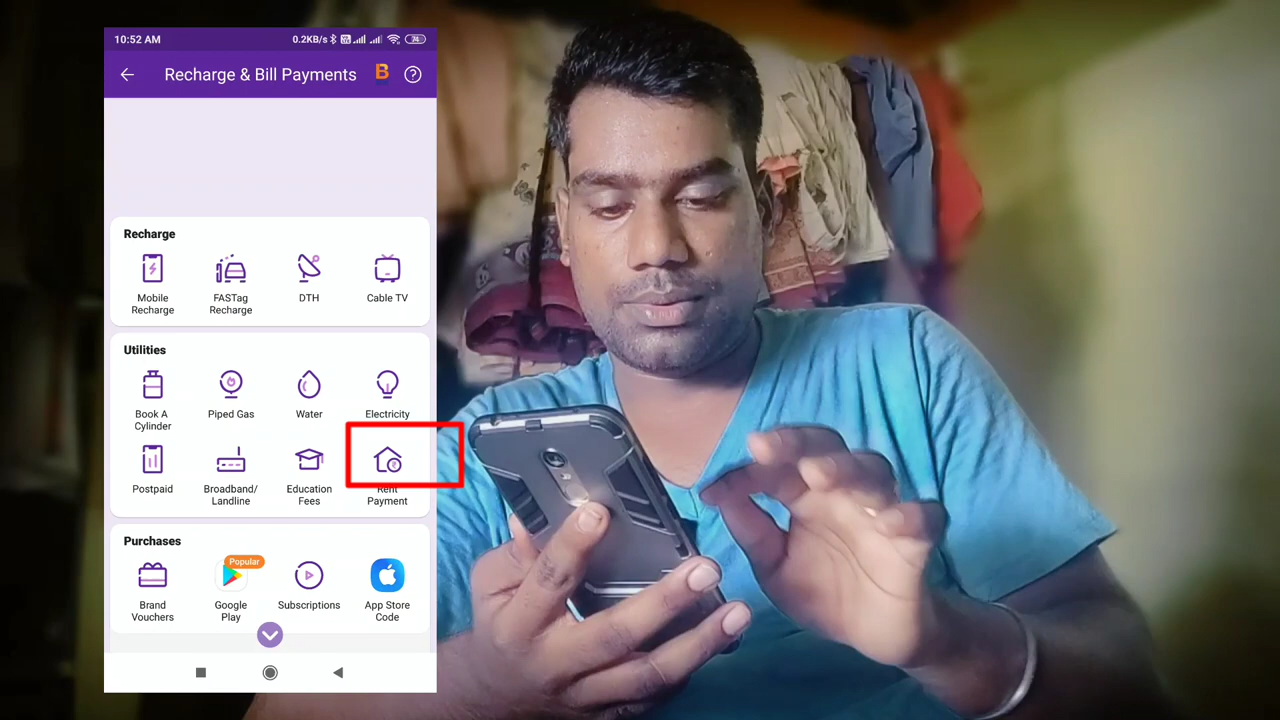 10:52 AM
0.2KB/s
74
Recharge & Bill Payments
B
Recharge
Mobile
Recharge
FASTag
Recharge
DTH
Cable TV
Utilities
Book A
Cylinder
Piped Gas
Water
Electricity
Postpaid
Broadband/
Landline
Education
Fees
Rent
Payment
Purchases
Brand
Vouchers
Popular
Google
Play
Subscriptions
App Store
Code